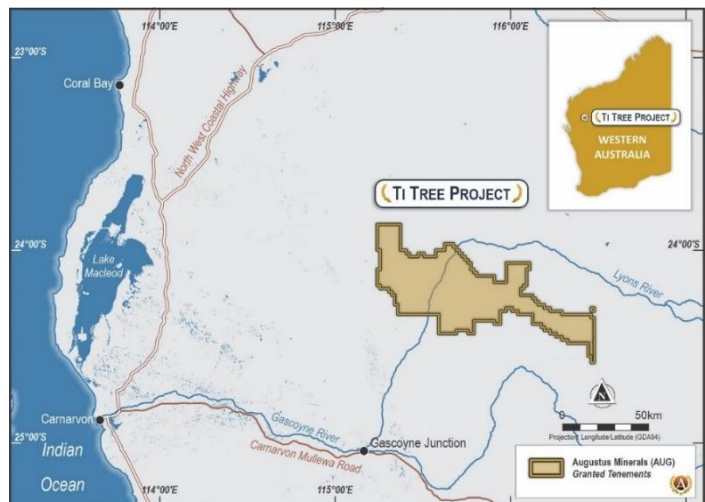 114°E 00'E
115°E 00'E
116°E 00'E
23°00'S
23°00'S
Coral Bay
North West Coastal Highway
TI TREE PROJECT
WESTERN
AUSTRALIA
TI TREE PROJECT
24°00'S
24°00'S
Lake
Macleod
Lyons River
Carnarvon
Gascoyne River
Carnarvon Mullewa Road
Gascoyne Junction
25°00'S
Indian
Ocean
N
0
50km
Projection: Longitude Latitude (GDA94)
Augustus Minerals (AUG)
Granted Tenements
114°00'E
115°00'E